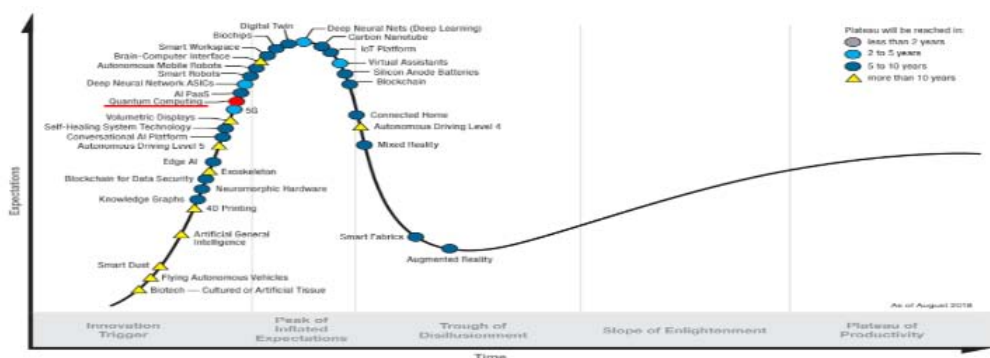 Digital Twin
Biochips
Smart Workspace
Brain-Computer Interface
Autonomous Mobile Robots
Smart Robots
Deep Neural Network ASICs
AI PaaS
Quantum Computing
5G
Volumetric Displays
Self-Healing System Technology
Conversational AI Platform
Autonomous Driving Level 5
Edge AI
Exoskeleton
Blockchain for Data Security
Neuromorphic Hardware
Knowledge Graphs
4D Printing
Artificial General
Intelligence
Smart Dust
Flying Autonomous Vehicles
Biotech — Cultured or Artificial Tissue
Deep Neural Nets (Deep Learning)
Carbon Nanotube
IoT Platform
Virtual Assistants
Silicon Anode Batteries
Blockchain
Connected Home
Autonomous Driving Level 4
Mixed Reality
Smart Fabrics
Augmented Reality
Plateau will be reached in:
less than 2 years
2 to 5 years
5 to 10 years
more than 10 years
As of August 2018
Expectations
Innovation
Trigger
Peak of
Inflated
Expectations
Trough of
Disillusionment
Slope of Enlightenment
Plateau of
Productivity
Time